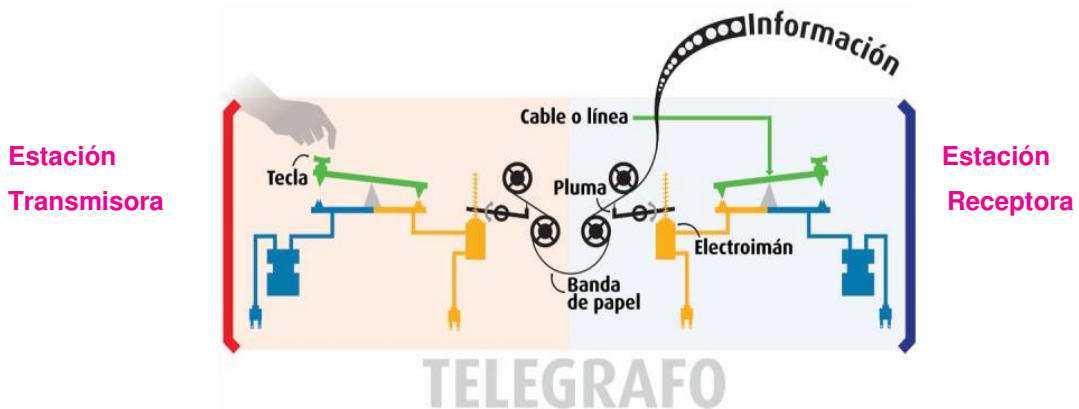 Información
Cable o línea
Estación
Transmisora
Tecla
Pluma
Estación
Receptora
Electroimán
Banda
de papel
TELEGRAFO